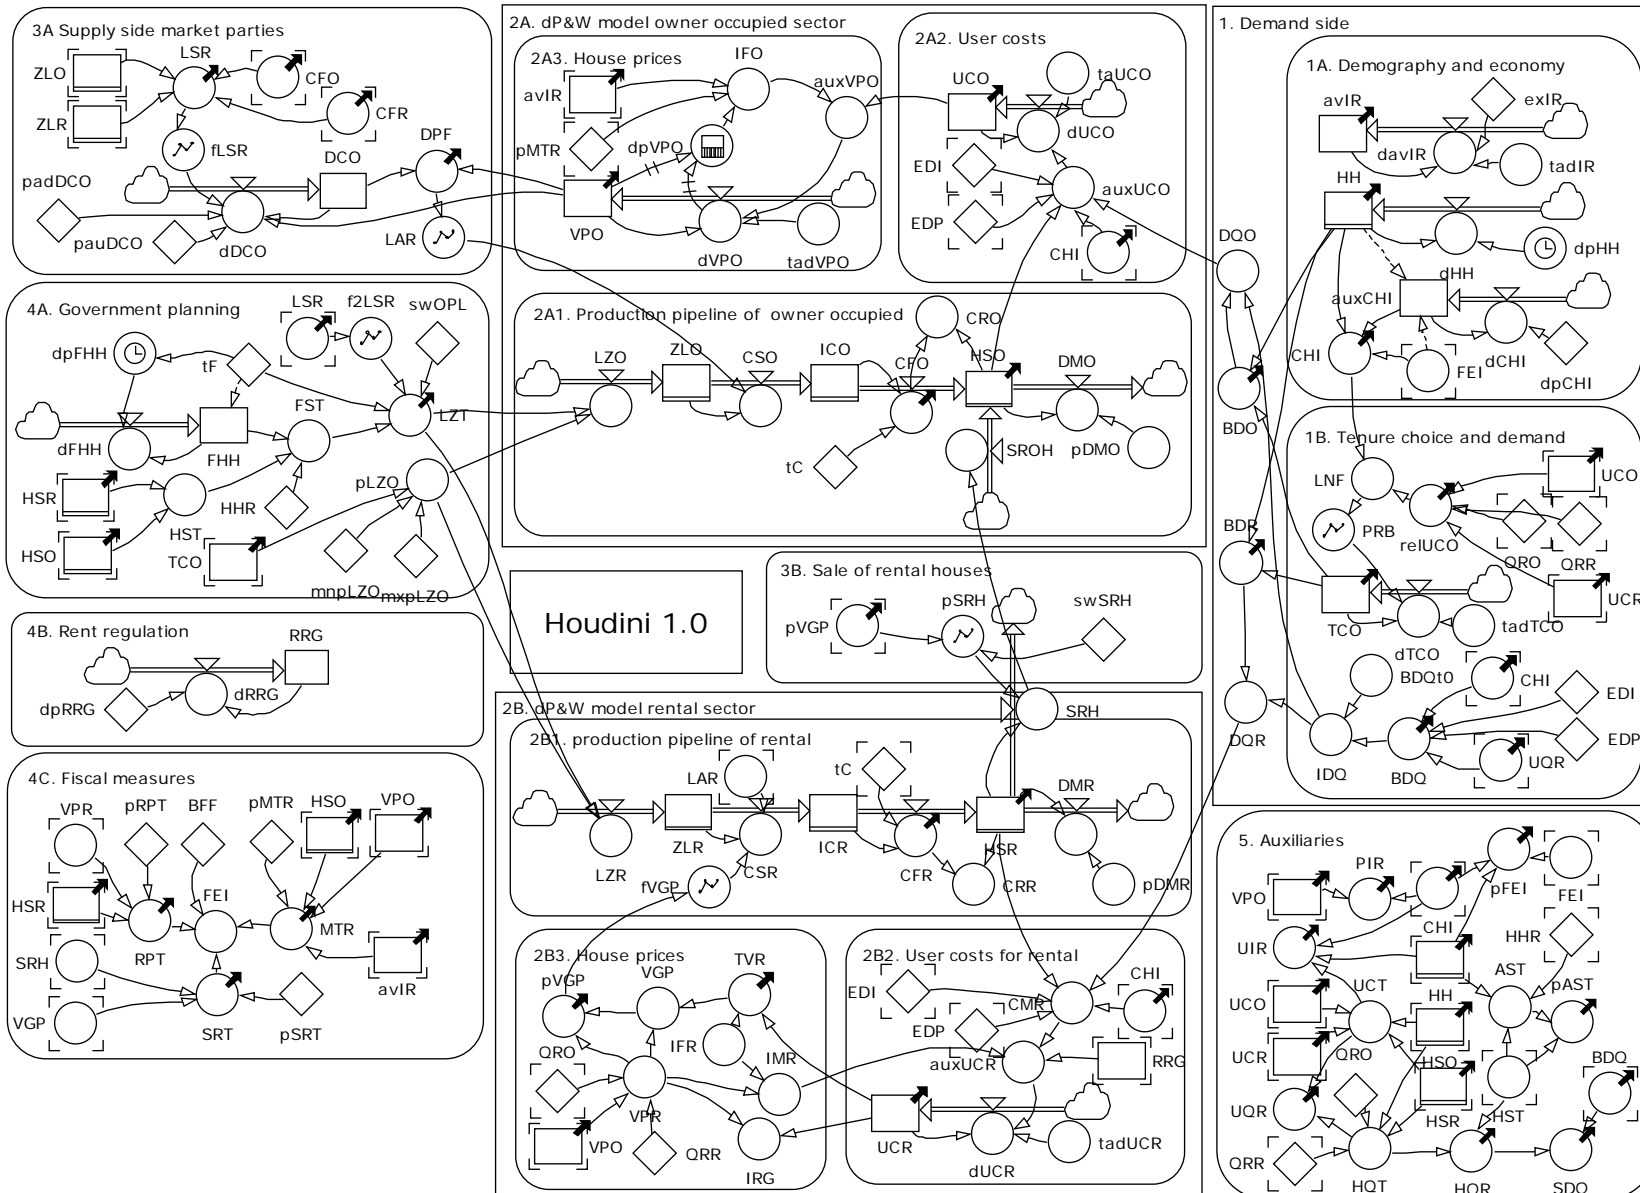 3A Supply side market parties
ZLO
LSR
CFO
ZLR
CFR
fLSR
DPF
DCO
padDCO
pauDCO
dDCO
LAR
2A. dP&W model owner occupied sector
2A3. House prices
IFO
avIR
auxVPO
pMTR
dpVPO
VPO
dVPO
tadVPO
2A2. User costs
UCO
taUCO
dUCO
EDI
auxUCO
EDP
CHI
1. Demand side
1A. Demography and economy
avIR
exIR
davIR
tadIR
HH
dpHH
dHH
auxCHI
CHI
dCHI
FEI
dpCHI
DQO
BDO
4A. Government planning
LSR
f2LSR
swOPL
dpFHH
tF
FST
LZT
dFHH
FHH
pLZO
HSR
HHR
HST
HSO
TCO
mnpLZO
mxpLZO
2A1. Production pipeline of owner occupied
CRO
LZO
ZLO
CSO
ICO
CFO
HSO
DMO
tC
SROH
pDMO
1B. Tenure choice and demand
LNF
UCO
BDR
PRB
relUCO
QRO
QRR
UCR
TCO
tadTCO
dTCO
BDQt0
CHI
EDI
EDP
UQR
DQR
IDQ
BDQ
Houdini 1.0
3B. Sale of rental houses
pVGP
pSRH
swSRH
SRH
4B. Rent regulation
RRG
dRRG
dpRRG
2B. dP&W model rental sector
2B1. production pipeline of rental
LAR
tC
DMR
ZLR
ICR
HSR
LZR
fVGP
CSR
CFR
CRR
pDMR
4C. Fiscal measures
VPR
pRPT
BFF
pMTR
HSO
VPO
HSR
FEI
MTR
RPT
SRH
avIR
VGP
SRT
pSRT
2B3. House prices
pVGP
VGP
TVR
QRO
IFR
IMR
VPR
VPO
QRR
IRG
2B2. User costs for rental
EDI
CHI
CMR
EDP
auxUCR
RRG
UCR
tadUCR
dUCR
5. Auxiliaries
PIR
pFEI
VPO
FEI
CHI
UIR
HHR
AST
UCO
UCT
HH
pAST
UCR
QRO
HSO
BDQ
UQR
HSR
HST
QRR
HQT
HQR
SDQ